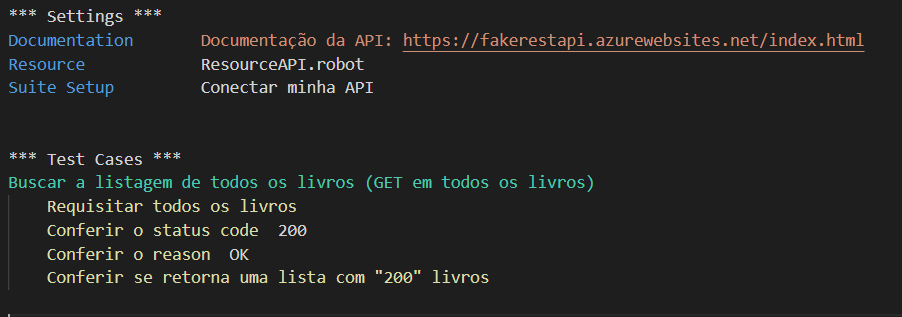 *** Settings ***
Documentation       Documentação da API: https://fakerestapi.azurewebsites.net/index.html
Resource            ResourceAPI.robot
Suite Setup         Conectar minha API
*** Test Cases ***
Buscar a listagem de todos os livros (GET em todos os livros)
    Requisitar todos os livros
    Conferir o status code  200
    Conferir o reason  OK
    Conferir se retorna uma lista com "200" livros